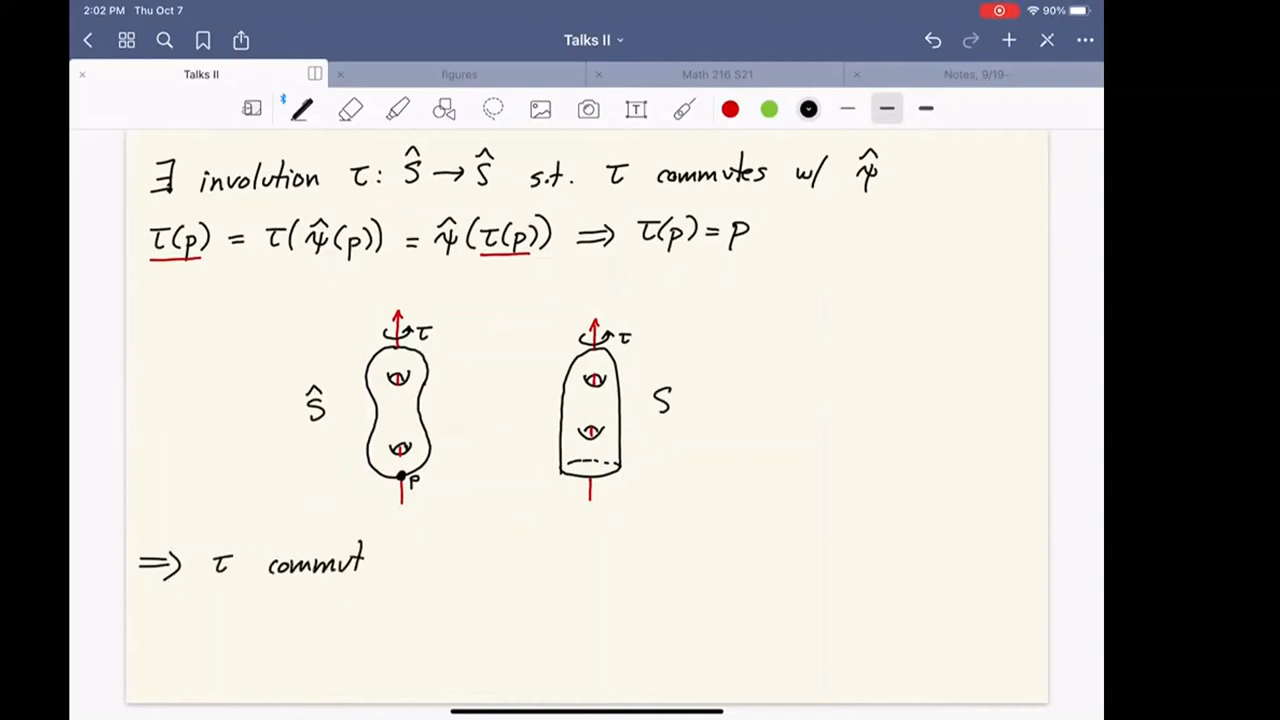 2:02 PM Thu Oct 7
90%
Talks II
Talks II
figures
Math 216 S21
Notes, 9/19-
∃ involution τ: Ŝ → Ŝ s.t. τ commutes w/ ψ̂
τ(p) = τ(ψ̂(p)) = ψ̂(τ(p)) ⟹ τ(p) = p
τ
τ
Ŝ
S
p
⟹ τ commut